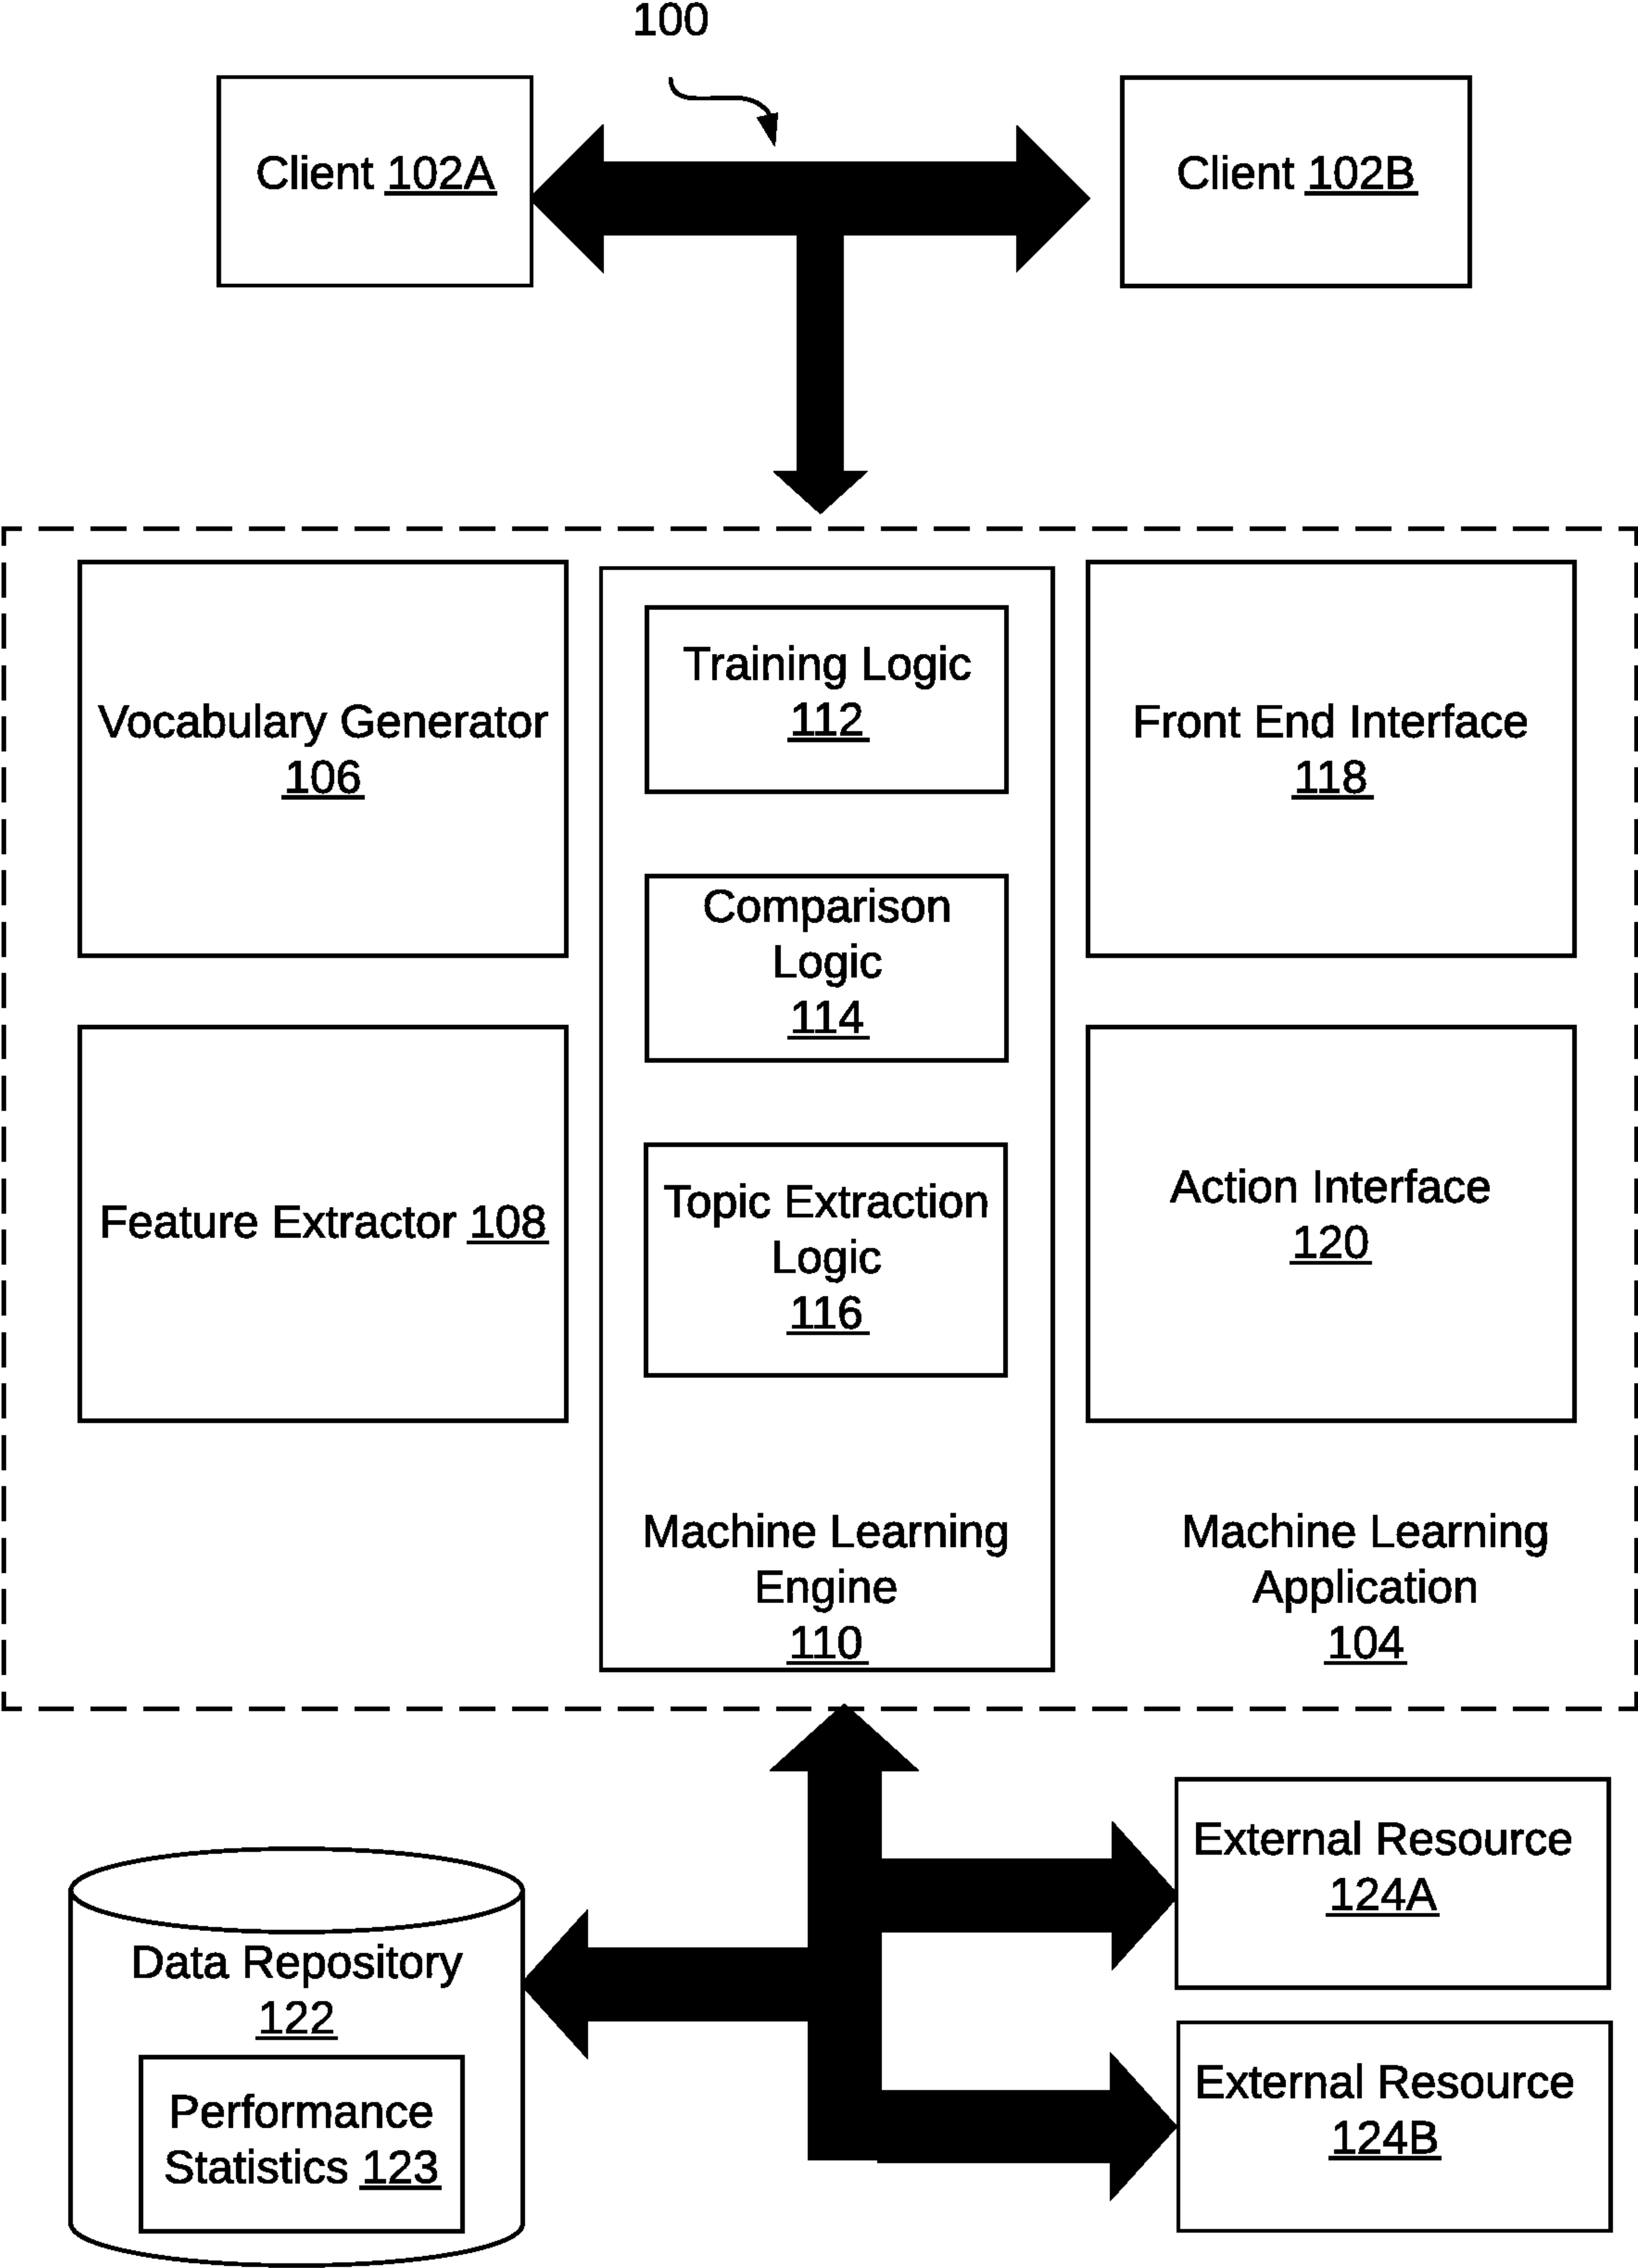 100
Client 102A
Client 102B
Vocabulary Generator
106
Feature Extractor 108
Training Logic
112
Comparison
Logic
114
Topic Extraction
Logic
116
Machine Learning
Engine
110
Front End Interface
118
Action Interface
120
Machine Learning
Application
104
Data Repository
122
Performance
Statistics 123
External Resource
124A
External Resource
124B